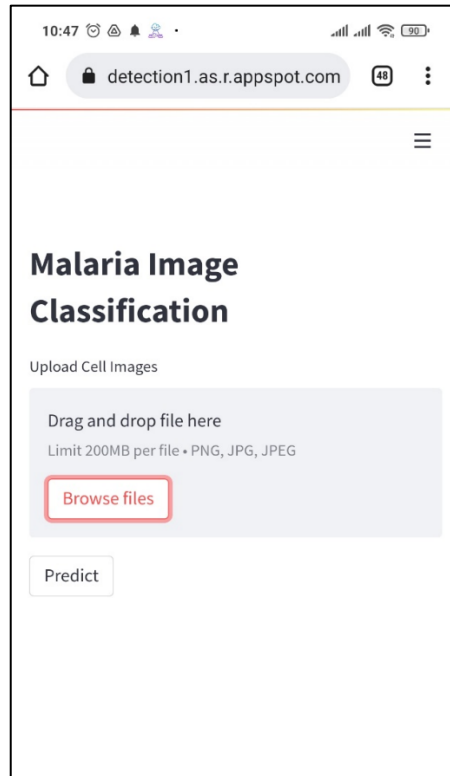 10:47
90
detection1.as.r.appspot.com
48
Malaria Image
Classification
Upload Cell Images
Drag and drop file here
Limit 200MB per file • PNG, JPG, JPEG
Browse files
Predict